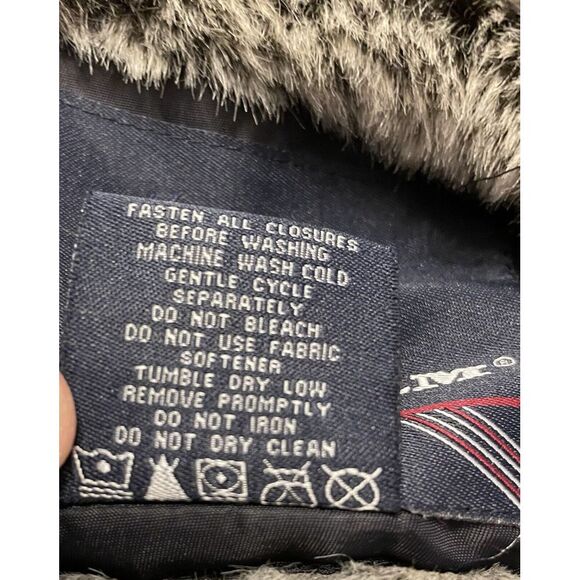 FASTEN ALL CLOSURES
BEFORE WASHING
MACHINE WASH COLD
GENTLE CYCLE
SEPARATELY
DO NOT BLEACH
DO NOT USE FABRIC
SOFTENER
TUMBLE DRY LOW
REMOVE PROMPTLY
DO NOT IRON
DO NOT DRY CLEAN